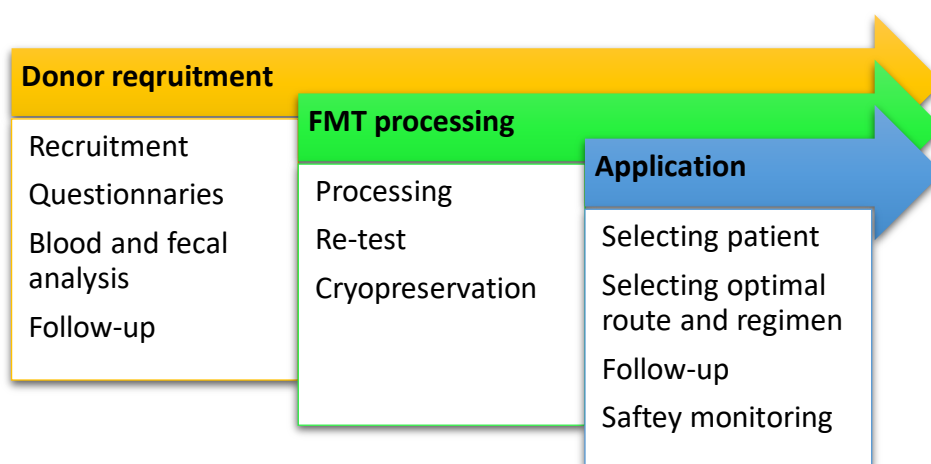 Donor reqruitment
Recruitment
Questionnaries
Blood and fecal
analysis
Follow-up
FMT processing
Processing
Re-test
Cryopreservation
Application
Selecting patient
Selecting optimal
route and regimen
Follow-up
Saftey monitoring